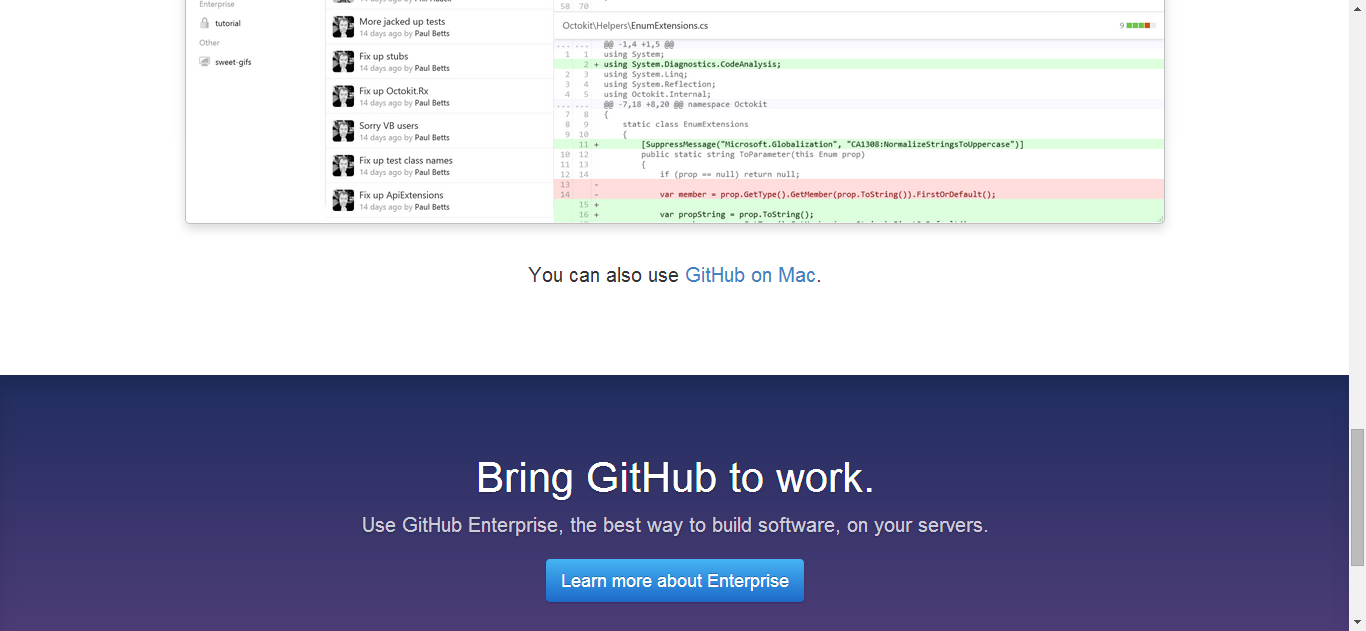 Enterprise
tutorial
Other
sweet-gifs
More jacked up tests
14 days ago by Paul Betts
Fix up stubs
14 days ago by Paul Betts
Fix up Octokit.Rx
14 days ago by Paul Betts
Sorry VB users
14 days ago by Paul Betts
Fix up test class names
14 days ago by Paul Betts
Fix up ApiExtensions
14 days ago by Paul Betts
58 70
Octokit\Helpers\EnumExtensions.cs 9
... ... @@ -1,4 +1,5 @@
1 1 using System;
2 + using System.Diagnostics.CodeAnalysis;
2 3 using System.Linq;
3 4 using System.Reflection;
4 5 using Octokit.Internal;
... ... @@ -7,18 +8,20 @@ namespace Octokit
7 8 {
8 9 static class EnumExtensions
9 10 {
11 + [SuppressMessage("Microsoft.Globalization", "CA1308:NormalizeStringsToUppercase")]
10 12 public static string ToParameter(this Enum prop)
11 13 {
12 14 if (prop == null) return null;
13 -
14 - var member = prop.GetType().GetMember(prop.ToString()).FirstOrDefault();
15 +
16 + var propString = prop.ToString();
You can also use GitHub on Mac.
Bring GitHub to work.
Use GitHub Enterprise, the best way to build software, on your servers.
Learn more about Enterprise